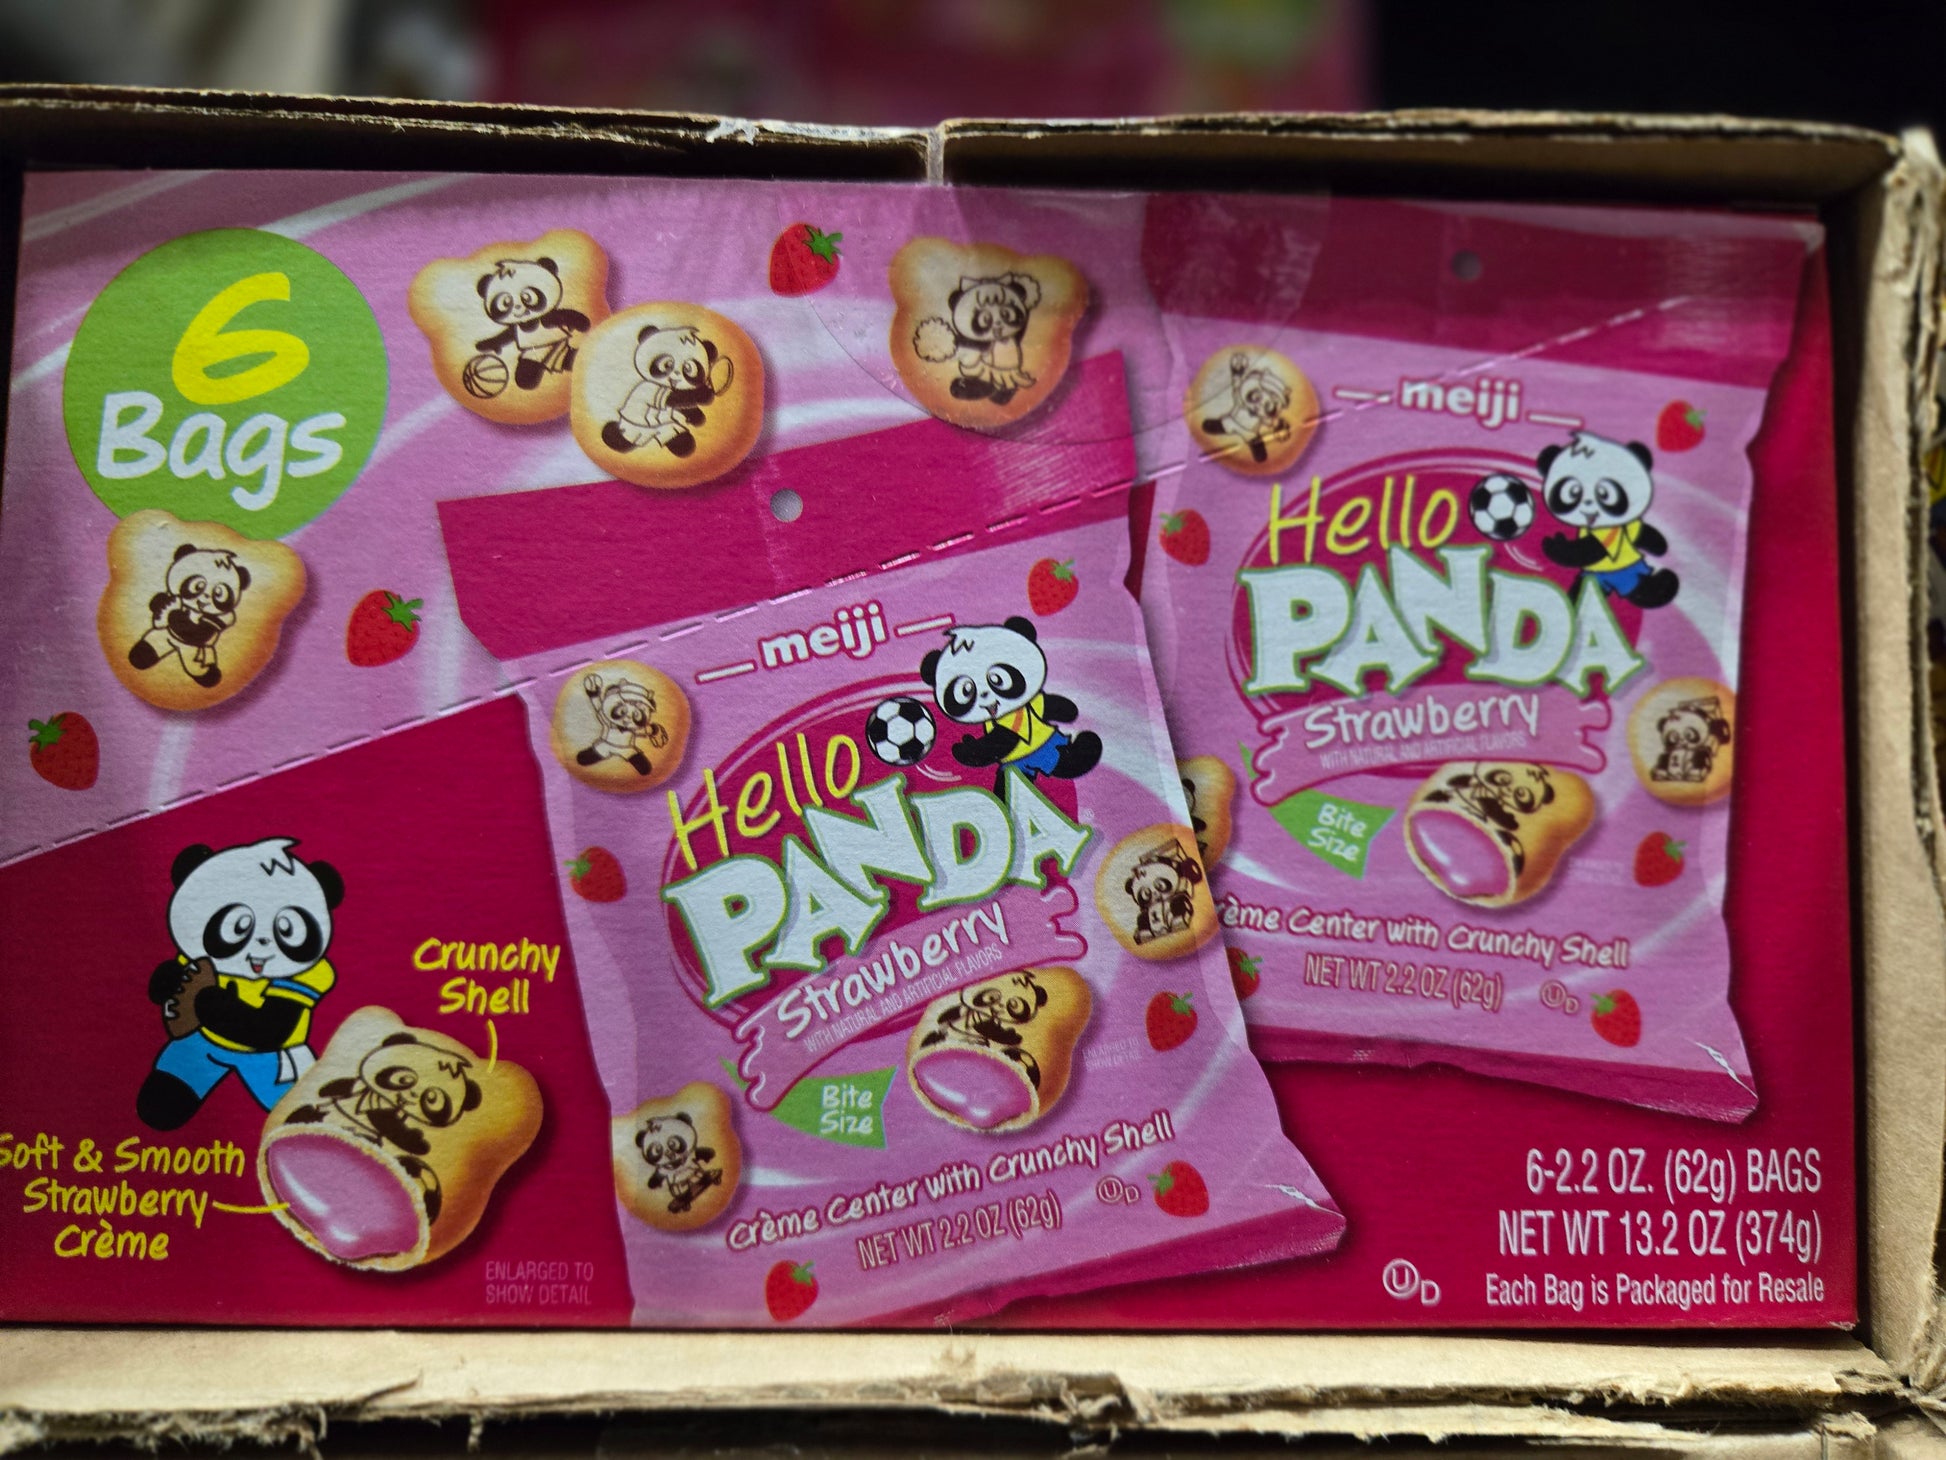 6
Bags
meiji
Hello
PANDA
Strawberry
WITH NATURAL AND ARTIFICIAL FLAVORS
Bite
Size
rème Center with Crunchy Shell
NET WT 2.2 OZ (62g)
UD
meiji
Hello
PANDA
Strawberry
WITH NATURAL AND ARTIFICIAL FLAVORS
Bite
Size
Crème Center with Crunchy Shell
NET WT 2.2 OZ (62g)
UD
Crunchy
Shell
Soft & Smooth
Strawberry
Crème
ENLARGED TO
SHOW DETAIL
6-2.2 OZ. (62g) BAGS
NET WT 13.2 OZ (374g)
UD
Each Bag is Packaged for Resale